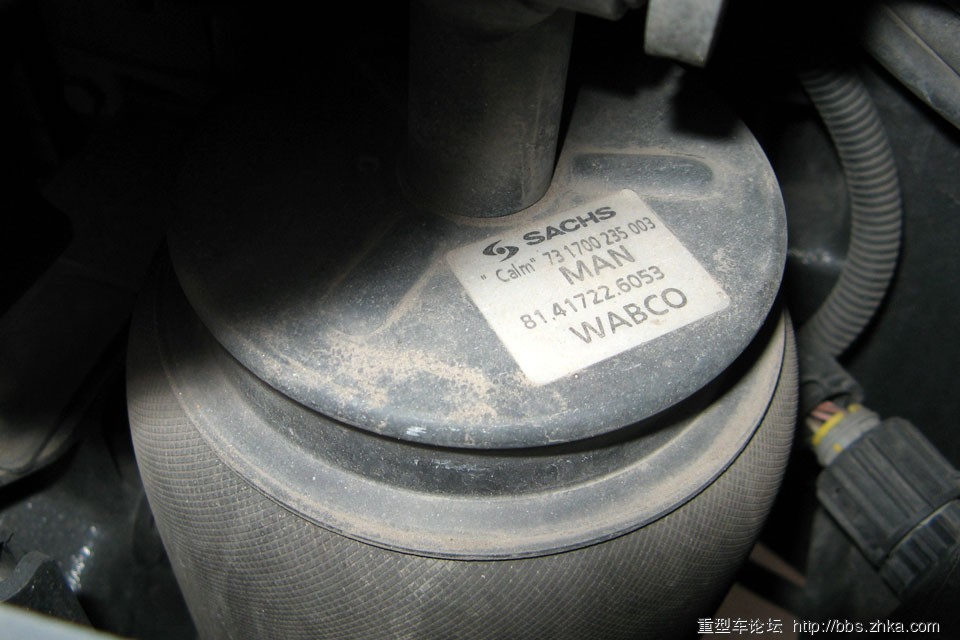 SACHS
"Calm" 73 1700 235 003
MAN
81.41722.6053
WABCO
重型车论坛 http://bbs.zhka.com